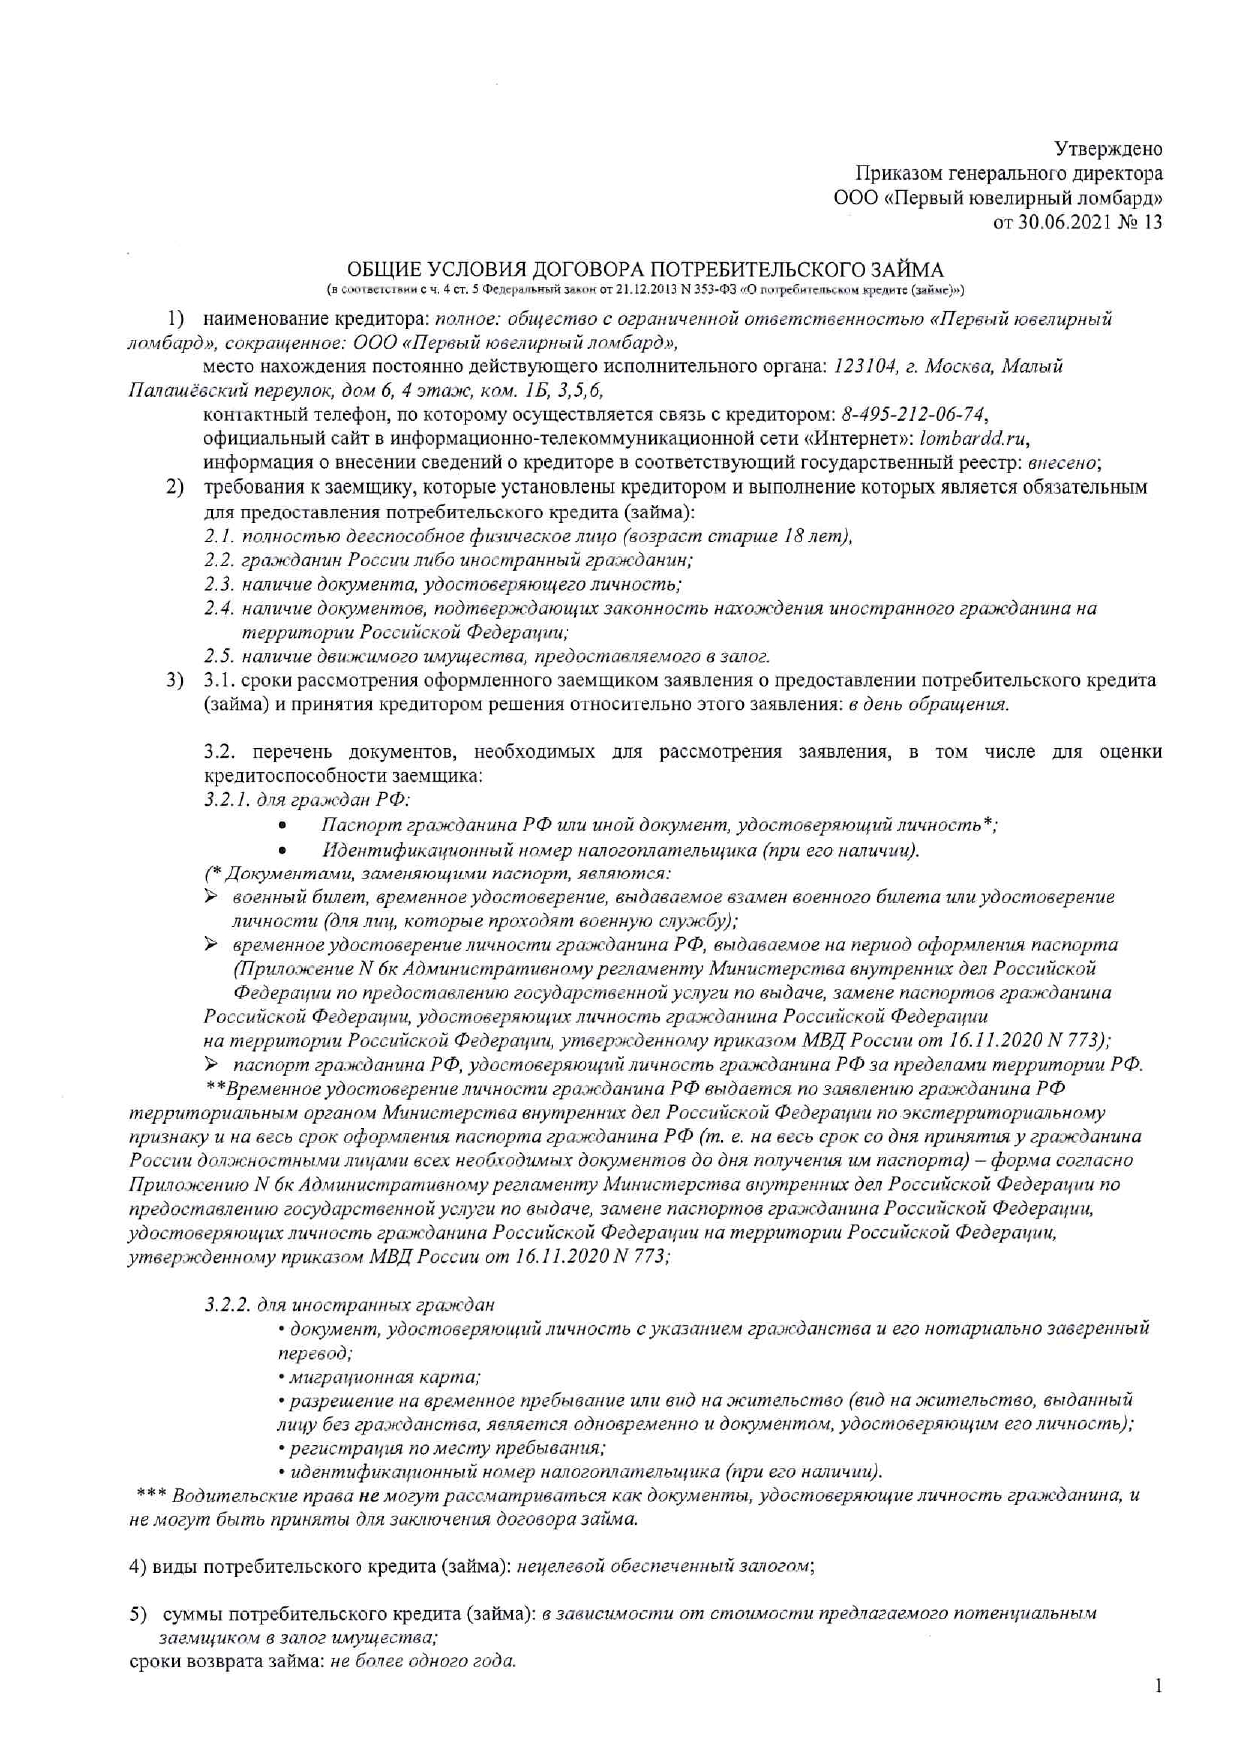 Утверждено
Приказом генерального директора
ООО «Первый ювелирный ломбард»
от 30.06.2021 № 13
ОБЩИЕ УСЛОВИЯ ДОГОВОРА ПОТРЕБИТЕЛЬСКОГО ЗАЙМА
(в соответствии с ч. 4 ст. 5 Федеральный закон от 21.12.2013 N 353-ФЗ «О потребительском кредите (займе)»)
1) наименование кредитора: полное: общество с ограниченной ответственностью «Первый ювелирный
ломбард», сокращенное: ООО «Первый ювелирный ломбард»,
место нахождения постоянно действующего исполнительного органа: 123104, г. Москва, Малый
Палашёвский переулок, дом 6, 4 этаж, ком. 1Б, 3,5,6,
контактный телефон, по которому осуществляется связь с кредитором: 8-495-212-06-74,
официальный сайт в информационно-телекоммуникационной сети «Интернет»: lombardd.ru,
информация о внесении сведений о кредиторе в соответствующий государственный реестр: внесено;
2) требования к заемщику, которые установлены кредитором и выполнение которых является обязательным
для предоставления потребительского кредита (займа):
2.1. полностью дееспособное физическое лицо (возраст старше 18 лет),
2.2. гражданин России либо иностранный гражданин;
2.3. наличие документа, удостоверяющего личность;
2.4. наличие документов, подтверждающих законность нахождения иностранного гражданина на
территории Российской Федерации;
2.5. наличие движимого имущества, предоставляемого в залог.
3) 3.1. сроки рассмотрения оформленного заемщиком заявления о предоставлении потребительского кредита
(займа) и принятия кредитором решения относительно этого заявления: в день обращения.
3.2. перечень документов, необходимых для рассмотрения заявления, в том числе для оценки
кредитоспособности заемщика:
3.2.1. для граждан РФ:
• Паспорт гражданина РФ или иной документ, удостоверяющий личность*;
• Идентификационный номер налогоплательщика (при его наличии).
(* Документами, заменяющими паспорт, являются:
➢ военный билет, временное удостоверение, выдаваемое взамен военного билета или удостоверение
личности (для лиц, которые проходят военную службу);
➢ временное удостоверение личности гражданина РФ, выдаваемое на период оформления паспорта
(Приложение N 6к Административному регламенту Министерства внутренних дел Российской
Федерации по предоставлению государственной услуги по выдаче, замене паспортов гражданина
Российской Федерации, удостоверяющих личность гражданина Российской Федерации
на территории Российской Федерации, утвержденному приказом МВД России от 16.11.2020 N 773);
➢ паспорт гражданина РФ, удостоверяющий личность гражданина РФ за пределами территории РФ.
**Временное удостоверение личности гражданина РФ выдается по заявлению гражданина РФ
территориальным органом Министерства внутренних дел Российской Федерации по экстерриториальному
признаку и на весь срок оформления паспорта гражданина РФ (т. е. на весь срок со дня принятия у гражданина
России должностными лицами всех необходимых документов до дня получения им паспорта) – форма согласно
Приложению N 6к Административному регламенту Министерства внутренних дел Российской Федерации по
предоставлению государственной услуги по выдаче, замене паспортов гражданина Российской Федерации,
удостоверяющих личность гражданина Российской Федерации на территории Российской Федерации,
утвержденному приказом МВД России от 16.11.2020 N 773;
3.2.2. для иностранных граждан
• документ, удостоверяющий личность с указанием гражданства и его нотариально заверенный
перевод;
• миграционная карта;
• разрешение на временное пребывание или вид на жительство (вид на жительство, выданный
лицу без гражданства, является одновременно и документом, удостоверяющим его личность);
• регистрация по месту пребывания;
• идентификационный номер налогоплательщика (при его наличии).
*** Водительские права не могут рассматриваться как документы, удостоверяющие личность гражданина, и
не могут быть приняты для заключения договора займа.
4) виды потребительского кредита (займа): нецелевой обеспеченный залогом;
5) суммы потребительского кредита (займа): в зависимости от стоимости предлагаемого потенциальным
заемщиком в залог имущества;
сроки возврата займа: не более одного года.
1